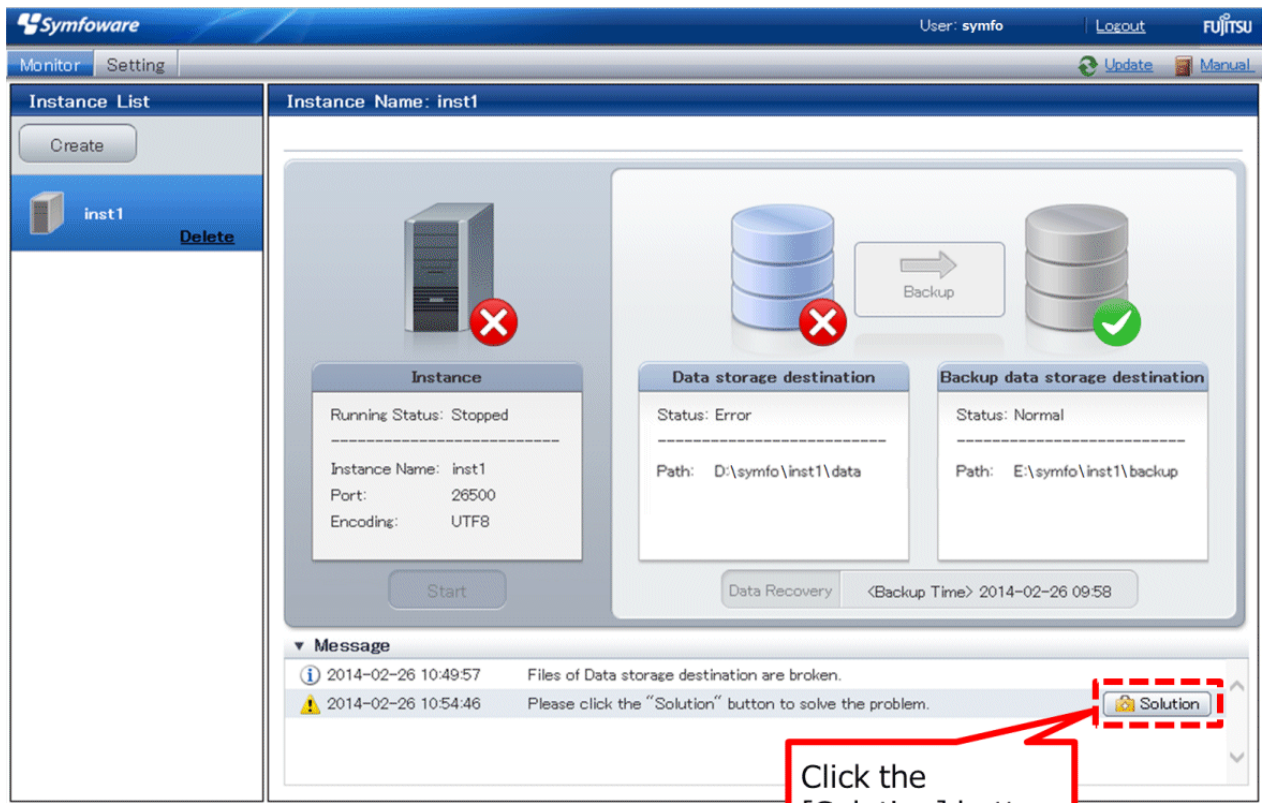 Symfoware
User: symfo
Logout
FUJITSU
Monitor
Setting
Update
Manual
Instance List
Instance Name: inst1
Create
inst1
Delete
Backup
Instance
Running Status: Stopped
Instance Name: inst1
Port: 26500
Encoding: UTF8
Start
Data storage destination
Status: Error
Path: D:\symfo\inst1\data
Backup data storage destination
Status: Normal
Path: E:\symfo\inst1\backup
Data Recovery
<Backup Time> 2014-02-26 09:58
▼ Message
2014-02-26 10:49:57 Files of Data storage destination are broken.
2014-02-26 10:54:46 Please click the "Solution" button to solve the problem.
Solution
Click the